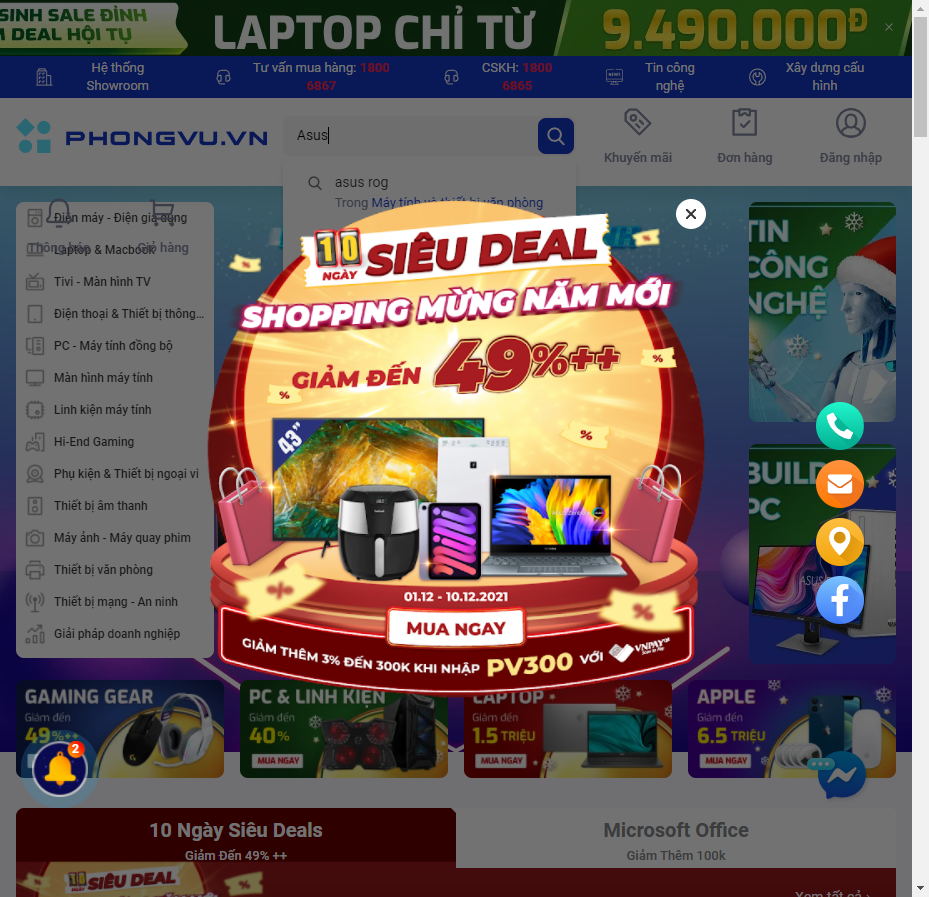 SINH SALE ĐỈNH
M DEAL HỘI TỤ
LAPTOP CHỈ TỪ 9.490.000Đ
Hệ thống
Showroom
Tư vấn mua hàng: 1800
6867
CSKH: 1800
6865
Tin công
nghệ
Xây dựng cấu
hình
PHONGVU.VN
Asus
Khuyến mãi
Đơn hàng
Đăng nhập
asus rog
Trong Máy tính và thiết bị văn phòng
Thông báo
Giỏ hàng
Điện máy - Điện gia dụng
Laptop & Macbook
Tivi - Màn hình TV
Điện thoại & Thiết bị thông...
PC - Máy tính đồng bộ
Màn hình máy tính
Linh kiện máy tính
Hi-End Gaming
Phụ kiện & Thiết bị ngoại vi
Thiết bị âm thanh
Máy ảnh - Máy quay phim
Thiết bị văn phòng
Thiết bị mạng - An ninh
Giải pháp doanh nghiệp
10
NGÀY
SIÊU DEAL
SHOPPING MỪNG NĂM MỚI
GIẢM ĐẾN 49%++
43"
01.12 - 10.12.2021
MUA NGAY
GIẢM THÊM 3% ĐẾN 300K KHI NHẬP PV300 VỚI VNPAY
TIN
CÔNG
NGHỆ
BUILD
PC
ASUS
GAMING GEAR
Giảm đến
49%++
PC & LINH KIỆN
Giảm đến
40%
MUA NGAY
LAPTOP
Giảm đến
1.5 TRIỆU
MUA NGAY
APPLE
Giảm đến
6.5 TRIỆU
MUA NGAY
2
10 Ngày Siêu Deals
Giảm Đến 49% ++
Microsoft Office
Giảm Thêm 100k
10
SIÊU DEAL
Xem tất cả